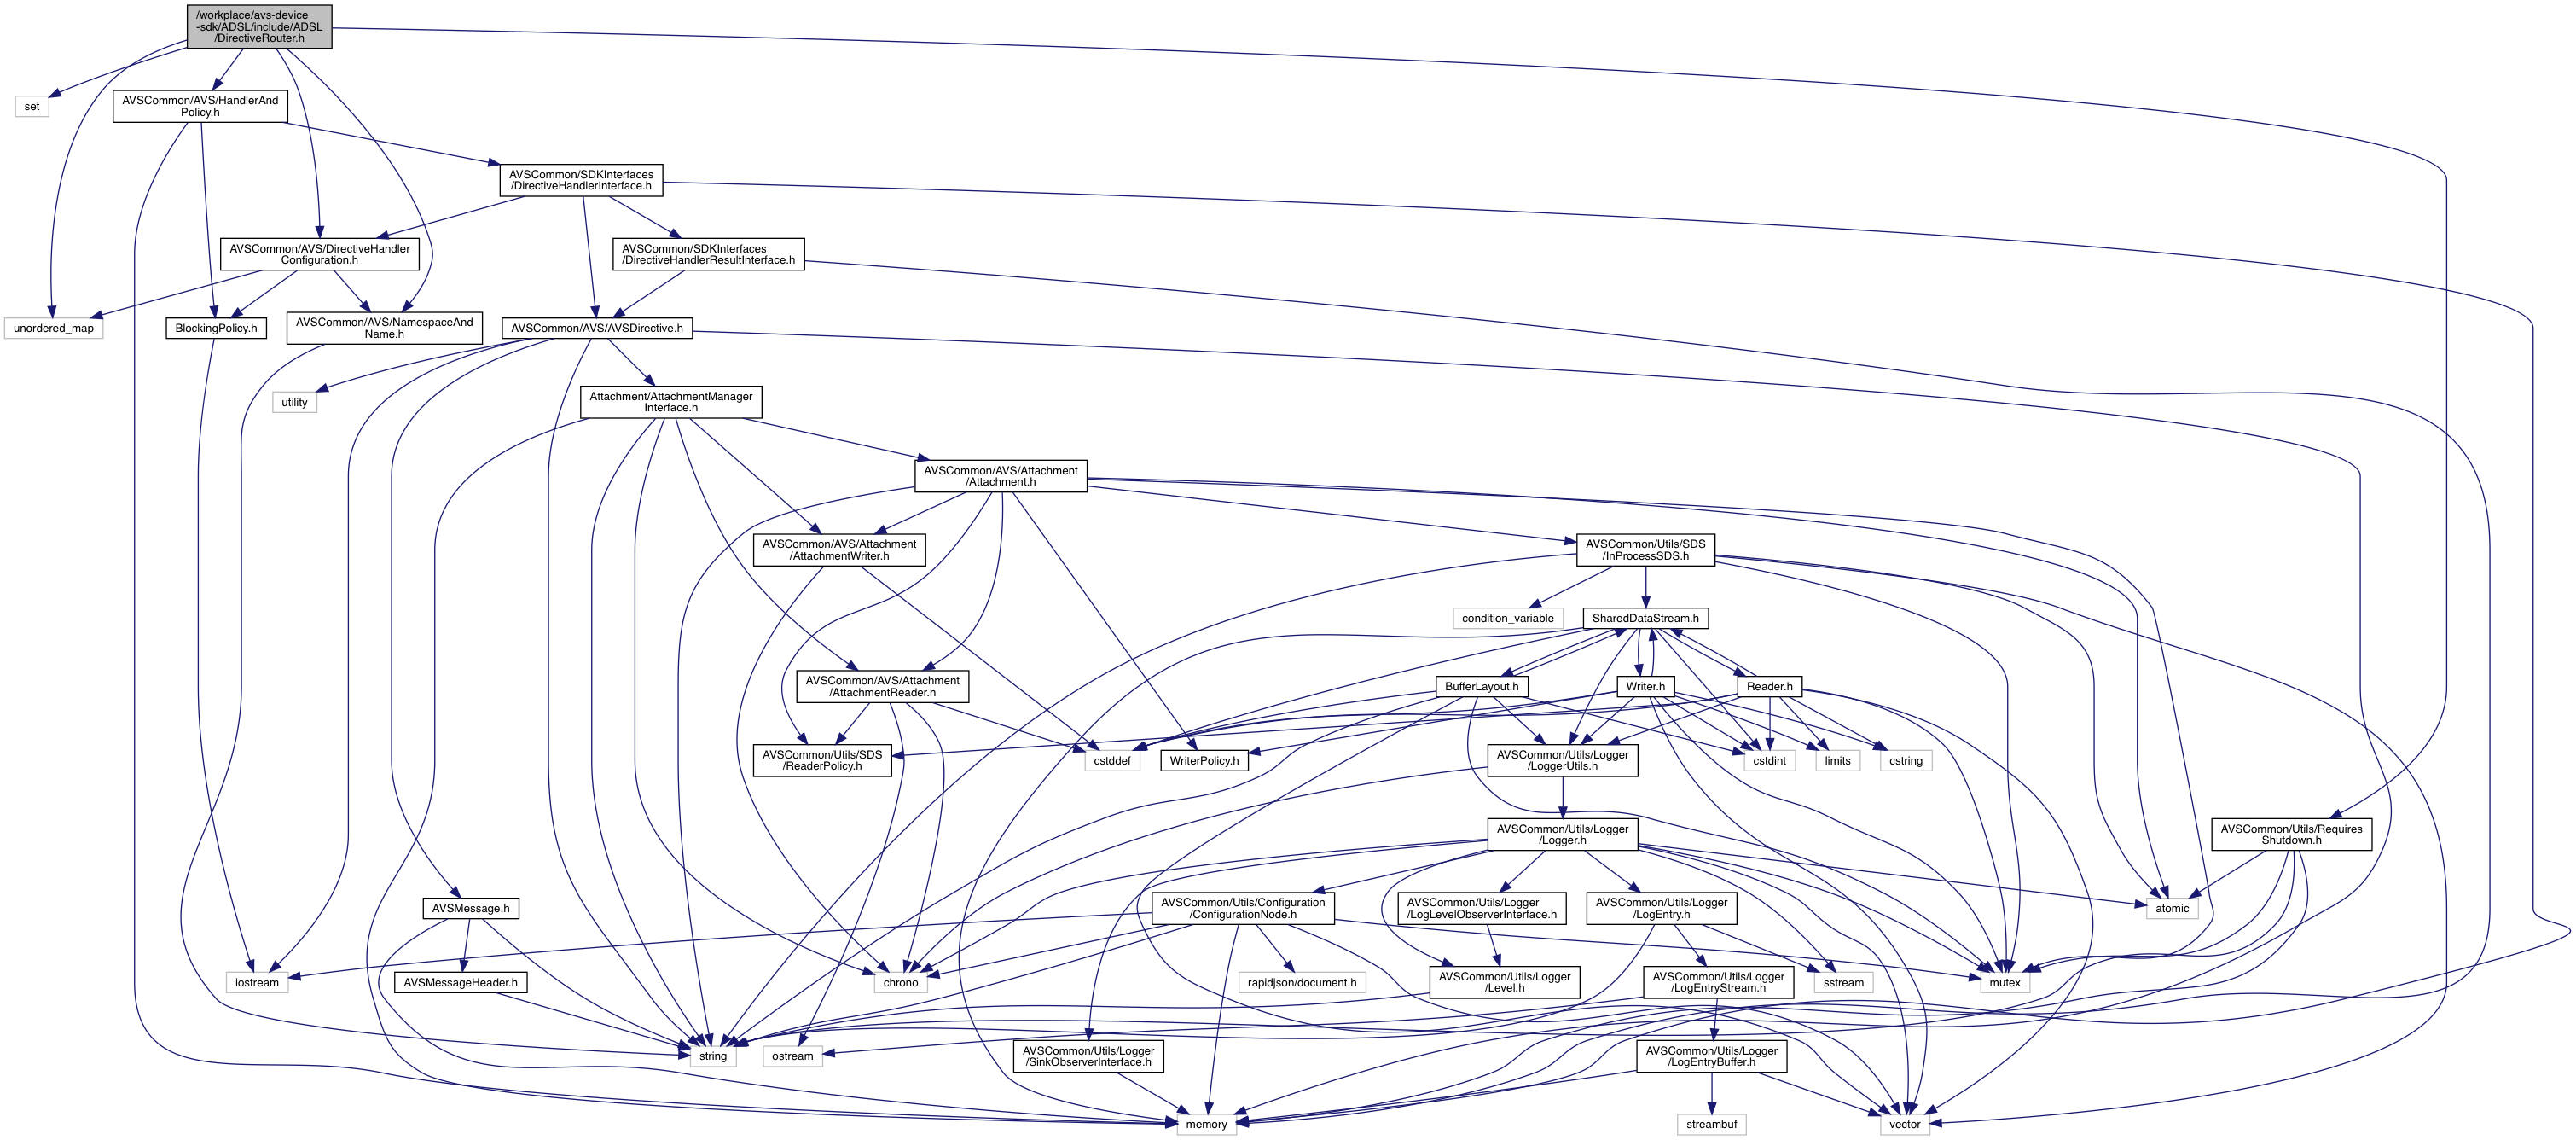 /workplace/avs-device
-sdk/ADSL/include/ADSL
/DirectiveRouter.h
set
AVSCommon/AVS/HandlerAnd
Policy.h
AVSCommon/SDKInterfaces
/DirectiveHandlerInterface.h
AVSCommon/AVS/DirectiveHandler
Configuration.h
AVSCommon/SDKInterfaces
/DirectiveHandlerResultInterface.h
unordered_map
BlockingPolicy.h
AVSCommon/AVS/NamespaceAnd
Name.h
AVSCommon/AVS/AVSDirective.h
utility
Attachment/AttachmentManager
Interface.h
AVSCommon/AVS/Attachment
/Attachment.h
AVSCommon/AVS/Attachment
/AttachmentWriter.h
AVSCommon/Utils/SDS
/InProcessSDS.h
condition_variable
SharedDataStream.h
AVSCommon/AVS/Attachment
/AttachmentReader.h
BufferLayout.h
Writer.h
Reader.h
AVSCommon/Utils/SDS
/ReaderPolicy.h
cstddef
WriterPolicy.h
AVSCommon/Utils/Logger
/LoggerUtils.h
cstdint
limits
cstring
AVSCommon/Utils/Logger
/Logger.h
AVSCommon/Utils/Requires
Shutdown.h
AVSMessage.h
AVSCommon/Utils/Configuration
/ConfigurationNode.h
AVSCommon/Utils/Logger
/LogLevelObserverInterface.h
AVSCommon/Utils/Logger
/LogEntry.h
atomic
iostream
AVSMessageHeader.h
chrono
rapidjson/document.h
AVSCommon/Utils/Logger
/Level.h
AVSCommon/Utils/Logger
/LogEntryStream.h
sstream
mutex
string
ostream
AVSCommon/Utils/Logger
/SinkObserverInterface.h
AVSCommon/Utils/Logger
/LogEntryBuffer.h
memory
streambuf
vector